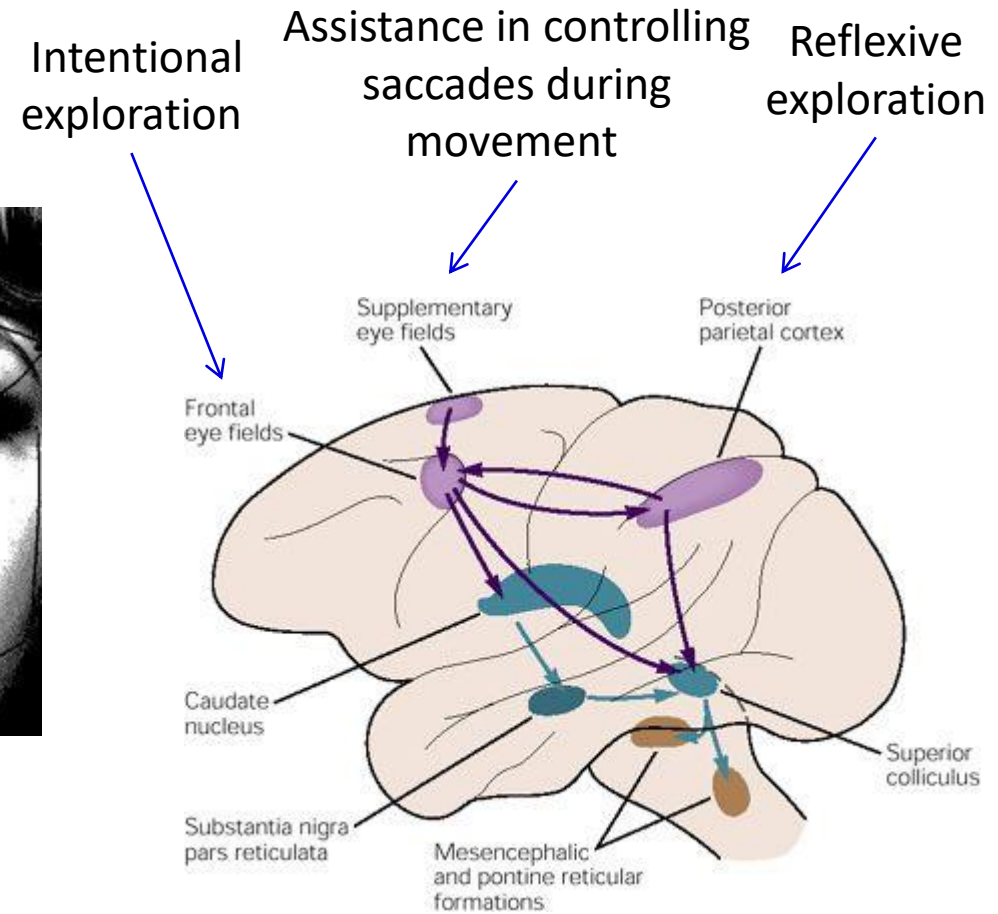 Intentional
exploration
Assistance in controlling
saccades during
movement
Reflexive
exploration
Supplementary
eye fields
Posterior
parietal cortex
Frontal
eye fields
Caudate
nucleus
Superior
colliculus
Substantia nigra
pars reticulata
Mesencephalic
and pontine reticular
formations